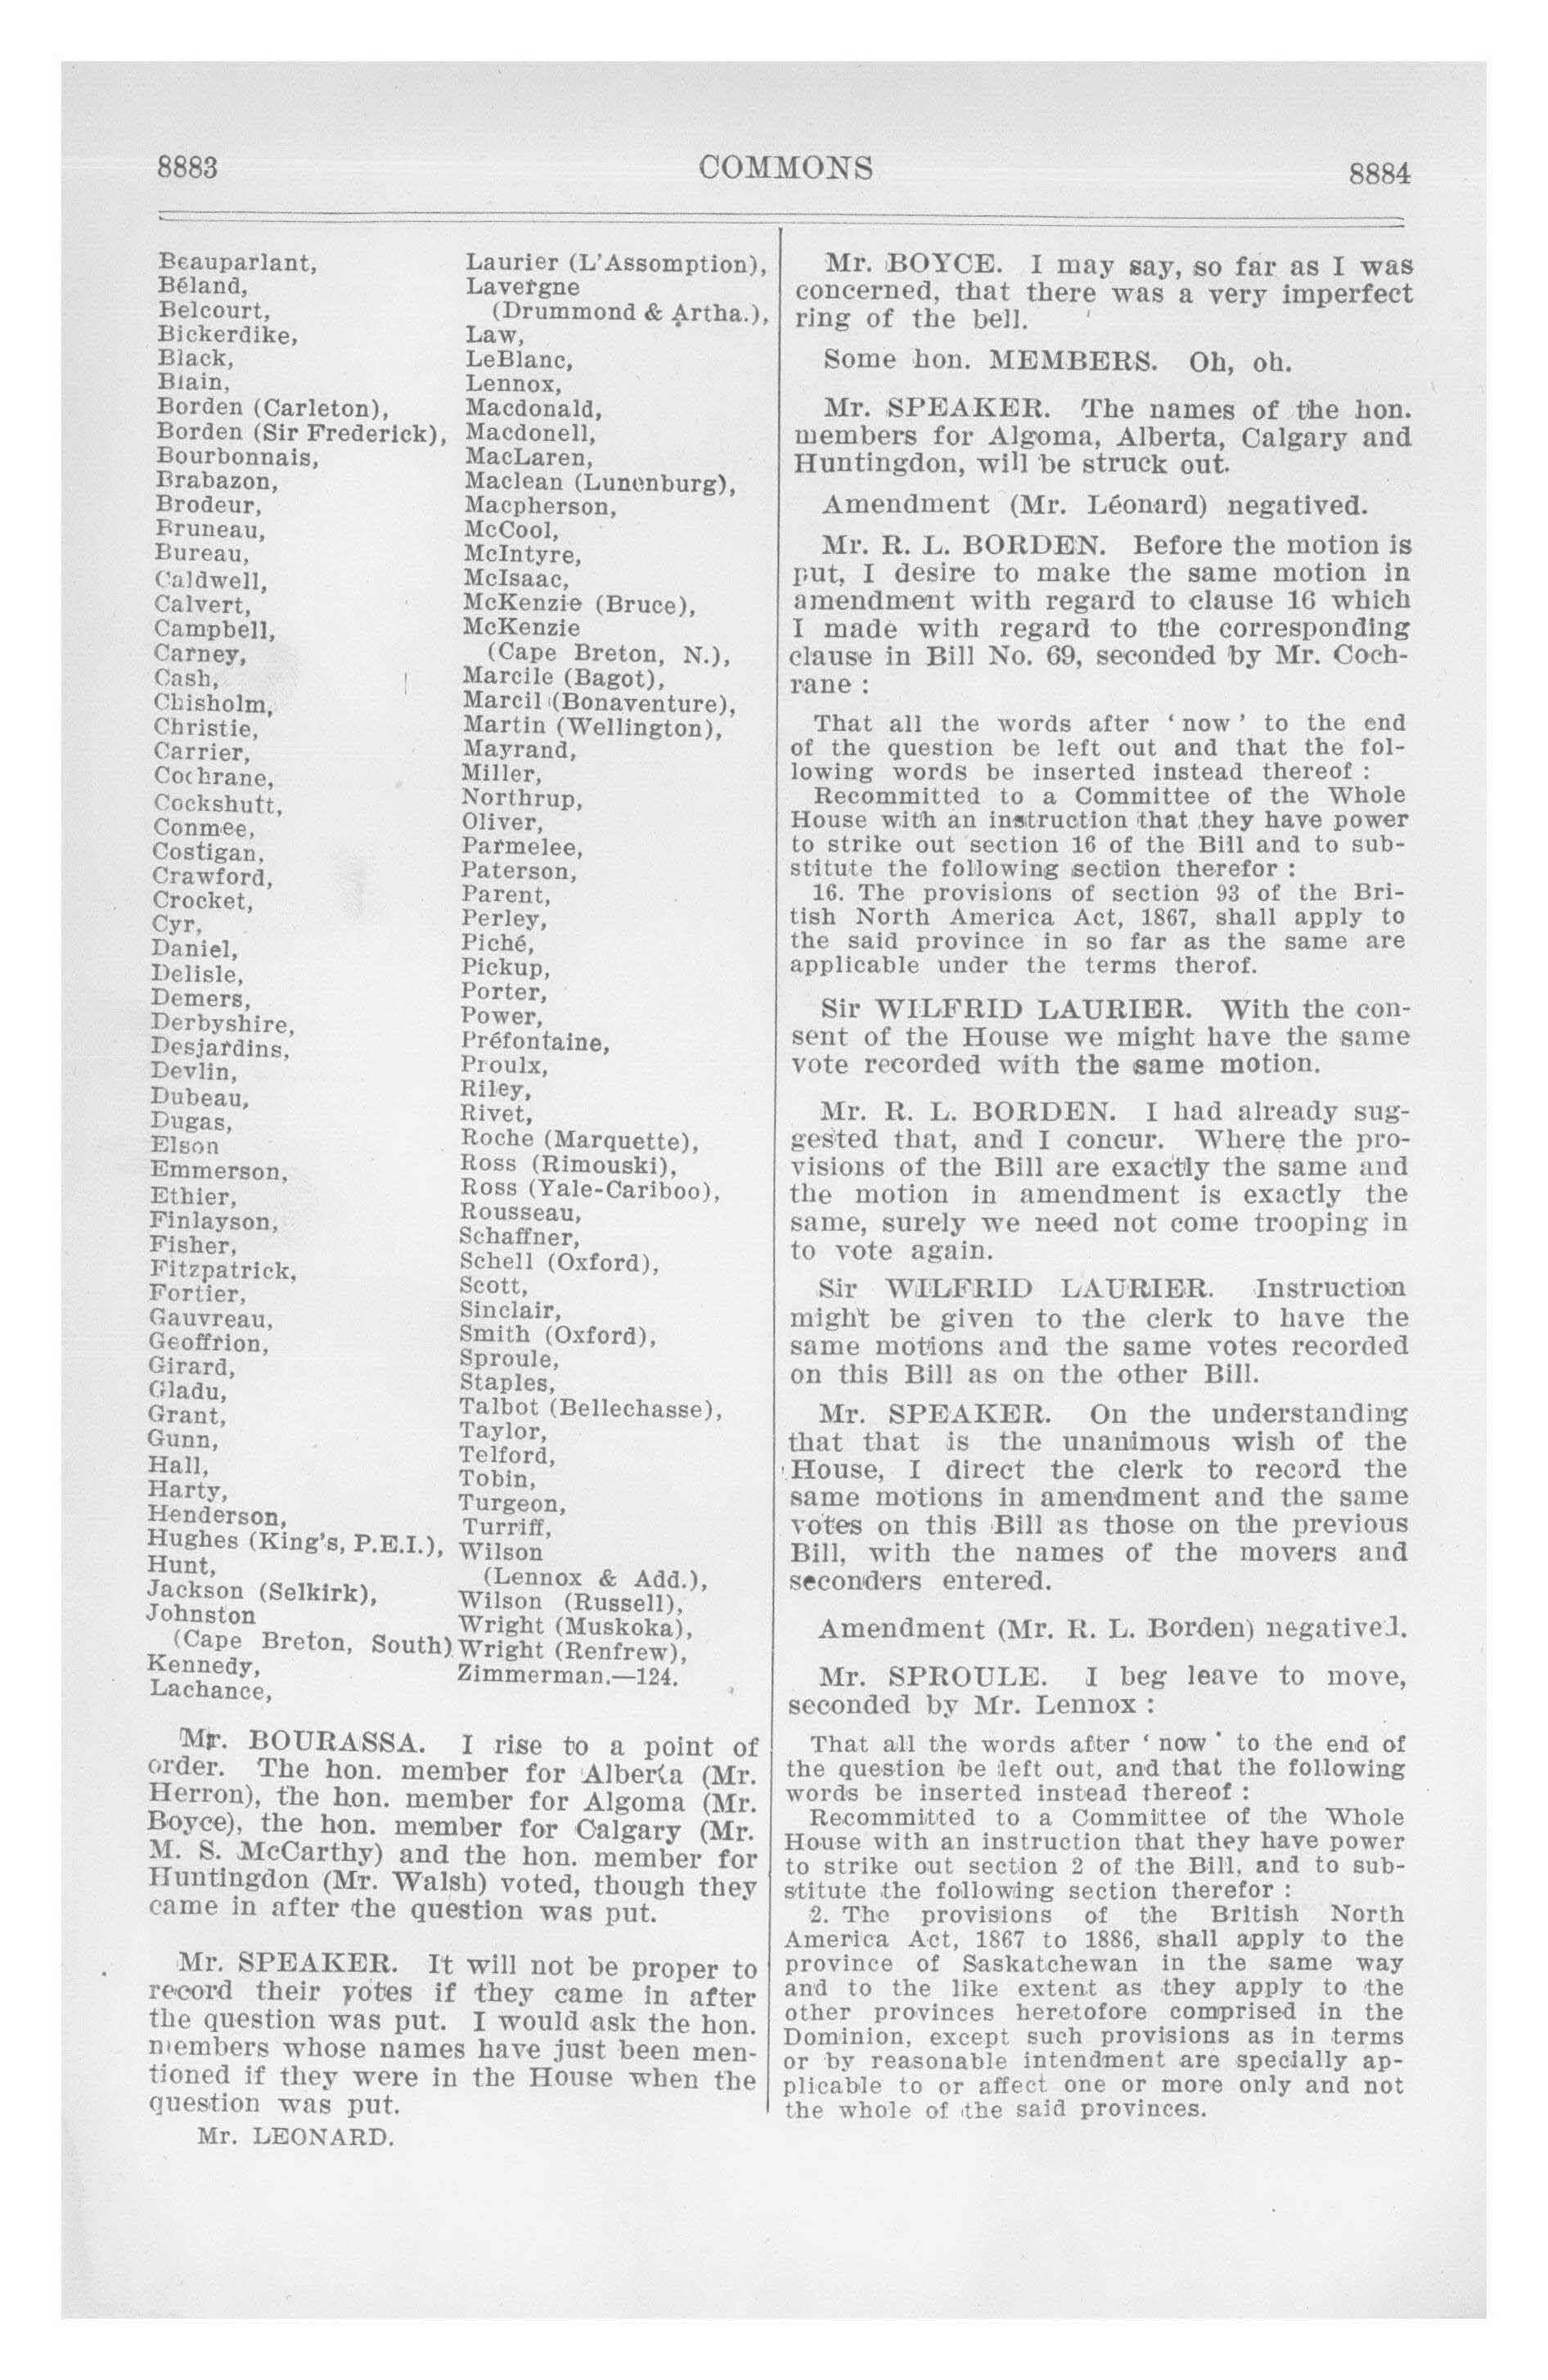 8883
COMMONS
8884
Beauparlant,
Béland,
Belcourt,
Bickerdike,
Black,
Blain,
Borden (Carleton),
Borden (Sir Frederick),
Bourbonnais,
Brabazon,
Brodeur,
Bruneau,
Bureau,
Caldwell,
Calvert,
Campbell,
Carney,
Cash,
Chisholm,
Christie,
Carrier,
Cochrane,
Cockshutt,
Conmee,
Costigan,
Crawford,
Crocket,
Cyr,
Daniel,
Delisle,
Demers,
Derbyshire,
Desjardins,
Devlin,
Dubeau,
Dugas,
Elson
Emmerson,
Ethier,
Finlayson,
Fisher,
Fitzpatrick,
Fortier,
Gauvreau,
Geoffrion,
Girard,
Gladu,
Grant,
Gunn,
Hall,
Harty,
Henderson,
Hughes (King's, P.E.I.),
Hunt,
Jackson (Selkirk),
Johnston
(Cape Breton, South)
Kennedy,
Lachance,
Laurier (L'Assomption),
Lavergne
(Drummond & Artha.),
Law,
LeBlanc,
Lennox,
Macdonald,
Macdonell,
MacLaren,
Maclean (Lunenburg),
Macpherson,
McCool,
McIntyre,
McIsaac,
McKenzie (Bruce),
McKenzie
(Cape Breton, N.),
Marcile (Bagot),
Marcil (Bonaventure),
Martin (Wellington),
Mayrand,
Miller,
Northrup,
Oliver,
Parmelee,
Paterson,
Parent,
Perley,
Piché,
Pickup,
Porter,
Power,
Préfontaine,
Proulx,
Riley,
Rivet,
Roche (Marquette),
Ross (Rimouski),
Ross (Yale-Cariboo),
Rousseau,
Schaffner,
Schell (Oxford),
Scott,
Sinclair,
Smith (Oxford),
Sproule,
Staples,
Talbot (Bellechasse),
Taylor,
Telford,
Tobin,
Turgeon,
Turriff,
Wilson
(Lennox & Add.),
Wilson (Russell),
Wright (Muskoka),
Wright (Renfrew),
Zimmerman.—124.
Mr. BOURASSA. I rise to a point of
order. The hon. member for Alberta (Mr.
Herron), the hon. member for Algoma (Mr.
Boyce), the hon. member for Calgary (Mr.
M. S. McCarthy) and the hon. member for
Huntingdon (Mr. Walsh) voted, though they
came in after the question was put.
Mr. SPEAKER. It will not be proper to
record their votes if they came in after
the question was put. I would ask the hon.
members whose names have just been men-
tioned if they were in the House when the
question was put.
Mr. LEONARD.
Mr. BOYCE. I may say, so far as I was
concerned, that there was a very imperfect
ring of the bell.
Some hon. MEMBERS. Oh, oh.
Mr. SPEAKER. The names of the hon.
members for Algoma, Alberta, Calgary and
Huntingdon, will be struck out.
Amendment (Mr. Léonard) negatived.
Mr. R. L. BORDEN. Before the motion is
put, I desire to make the same motion in
amendment with regard to clause 16 which
I made with regard to the corresponding
clause in Bill No. 69, seconded by Mr. Coch-
rane :
That all the words after ‘ now ’ to the end
of the question be left out and that the fol-
lowing words be inserted instead thereof :
Recommitted to a Committee of the Whole
House with an instruction that they have power
to strike out section 16 of the Bill and to sub-
stitute the following section therefor :
16. The provisions of section 93 of the Bri-
tish North America Act, 1867, shall apply to
the said province in so far as the same are
applicable under the terms therof.
Sir WILFRID LAURIER. With the con-
sent of the House we might have the same
vote recorded with the same motion.
Mr. R. L. BORDEN. I had already sug-
gested that, and I concur. Where the pro-
visions of the Bill are exactly the same and
the motion in amendment is exactly the
same, surely we need not come trooping in
to vote again.
Sir WILFRID LAURIER. Instruction
might be given to the clerk to have the
same motions and the same votes recorded
on this Bill as on the other Bill.
Mr. SPEAKER. On the understanding
that that is the unanimous wish of the
House, I direct the clerk to record the
same motions in amendment and the same
votes on this Bill as those on the previous
Bill, with the names of the movers and
seconders entered.
Amendment (Mr. R. L. Borden) negatived.
Mr. SPROULE. I beg leave to move,
seconded by Mr. Lennox :
That all the words after ‘ now ’ to the end of
the question be left out, and that the following
words be inserted instead thereof :
Recommitted to a Committee of the Whole
House with an instruction that they have power
to strike out section 2 of the Bill, and to sub-
stitute the following section therefor :
2. The provisions of the British North
America Act, 1867 to 1886, shall apply to the
province of Saskatchewan in the same way
and to the like extent as they apply to the
other provinces heretofore comprised in the
Dominion, except such provisions as in terms
or by reasonable intendment are specially ap-
plicable to or affect one or more only and not
the whole of the said provinces.